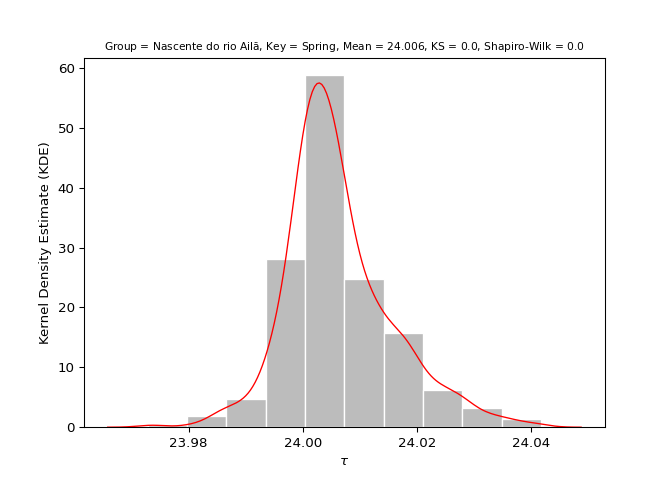 Group = Nascente do rio Ailã, Key = Spring, Mean = 24.006, KS = 0.0, Shapiro-Wilk = 0.0
Kernel Density Estimate (KDE)
60
50
40
30
20
10
0
23.98 24.00 24.02 24.04
τ